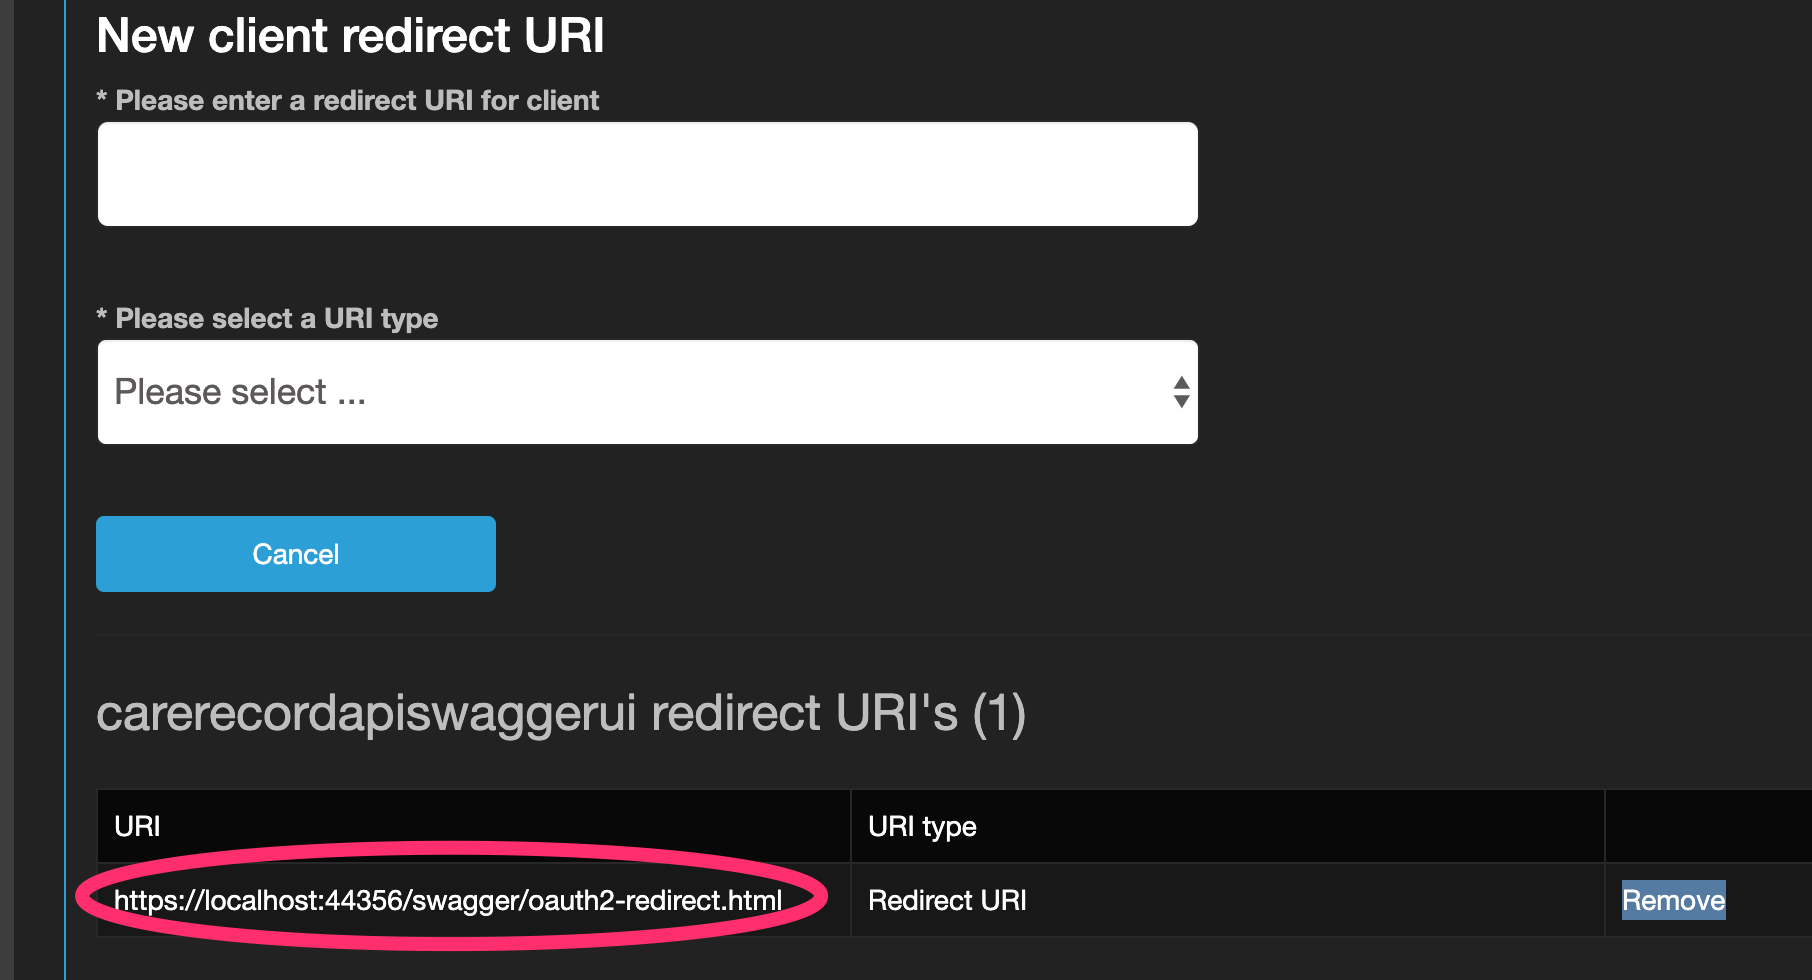 New client redirect URI
* Please enter a redirect URI for client
* Please select a URI type
Please select ...
Cancel
carerecordapiswaggerui redirect URI's (1)
URI URI type
https://localhost:44356/swagger/oauth2-redirect.html Redirect URI Remove